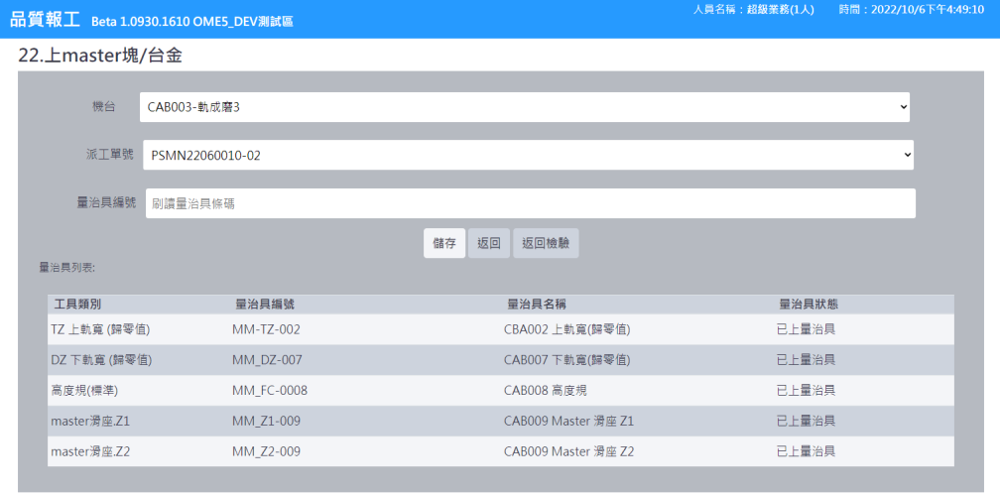 品質報工 Beta 1.0930.1610 OME5_DEV測試區 人員名稱：超級業務(1人) 時間：2022/10/6下午4:49:10
22.上master塊/台金
機台 CAB003-軌成磨3
派工單號 PSMN22060010-02
量治具編號 刷讀量治具條碼
儲存 返回 返回檢驗
量治具列表:
工具類別 量治具編號 量治具名稱 量治具狀態
TZ 上軌寬 (歸零值) MM-TZ-002 CBA002 上軌寬(歸零值) 已上量治具
DZ 下軌寬 (歸零值) MM_DZ-007 CAB007 下軌寬(歸零值) 已上量治具
高度規(標準) MM_FC-0008 CAB008 高度規 已上量治具
master滑座.Z1 MM_Z1-009 CAB009 Master 滑座 Z1 已上量治具
master滑座.Z2 MM_Z2-009 CAB009 Master 滑座 Z2 已上量治具